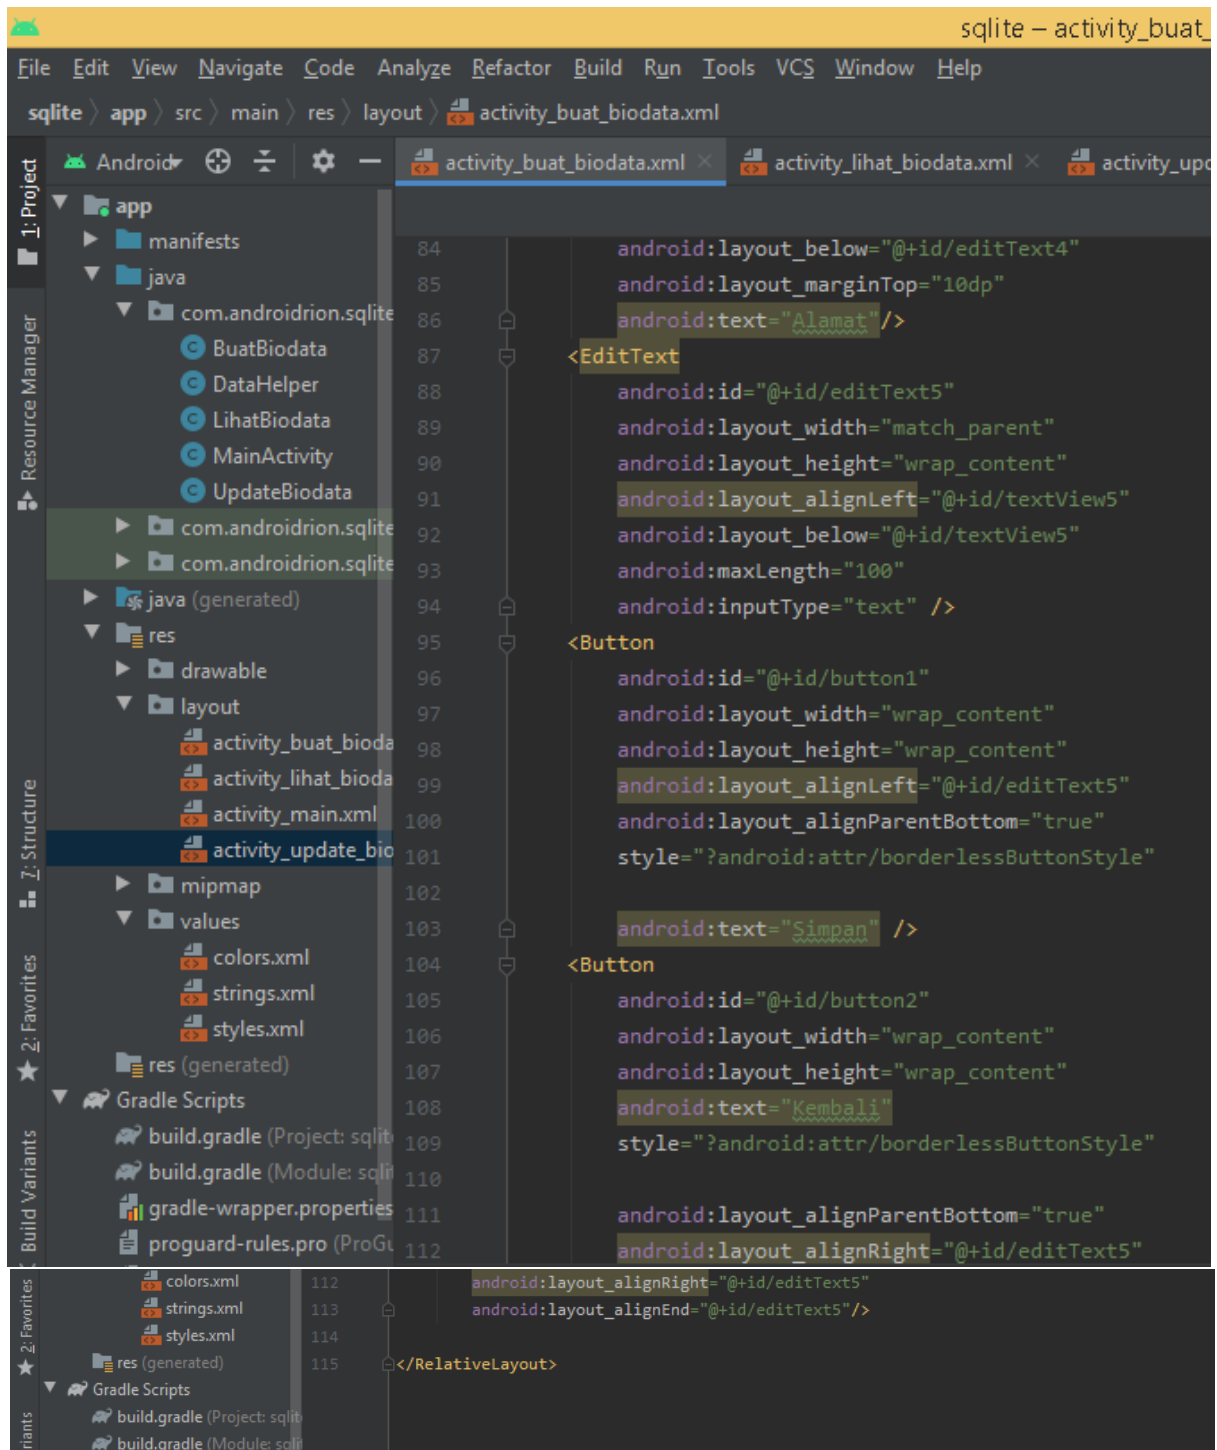 sqlite – activity_buat_
File Edit View Navigate Code Analyze Refactor Build Run Tools VCS Window Help
sqlite app src main res layout activity_buat_biodata.xml
1: Project
Resource Manager
7: Structure
2: Favorites
Build Variants
Android
app
manifests
java
com.androidrion.sqlite
BuatBiodata
DataHelper
LihatBiodata
MainActivity
UpdateBiodata
com.androidrion.sqlite
com.androidrion.sqlite
java (generated)
res
drawable
layout
activity_buat_bioda
activity_lihat_bioda
activity_main.xml
activity_update_bio
mipmap
values
colors.xml
strings.xml
styles.xml
res (generated)
Gradle Scripts
build.gradle (Project: sqlit
build.gradle (Module: sqli
gradle-wrapper.properties
proguard-rules.pro (ProGu
activity_buat_biodata.xml activity_lihat_biodata.xml activity_upd
84 android:layout_below="@+id/editText4"
85 android:layout_marginTop="10dp"
86 android:text="Alamat"/>
87 <EditText
88 android:id="@+id/editText5"
89 android:layout_width="match_parent"
90 android:layout_height="wrap_content"
91 android:layout_alignLeft="@+id/textView5"
92 android:layout_below="@+id/textView5"
93 android:maxLength="100"
94 android:inputType="text" />
95 <Button
96 android:id="@+id/button1"
97 android:layout_width="wrap_content"
98 android:layout_height="wrap_content"
99 android:layout_alignLeft="@+id/editText5"
100 android:layout_alignParentBottom="true"
101 style="?android:attr/borderlessButtonStyle"
102
103 android:text="Simpan" />
104 <Button
105 android:id="@+id/button2"
106 android:layout_width="wrap_content"
107 android:layout_height="wrap_content"
108 android:text="Kembali"
109 style="?android:attr/borderlessButtonStyle"
110
111 android:layout_alignParentBottom="true"
112 android:layout_alignRight="@+id/editText5"
2: Favorites
riants
colors.xml
strings.xml
styles.xml
res (generated)
Gradle Scripts
build.gradle (Project: sqlit
build.gradle (Module: sqli
112 android:layout_alignRight="@+id/editText5"
113 android:layout_alignEnd="@+id/editText5"/>
114
115 </RelativeLayout>